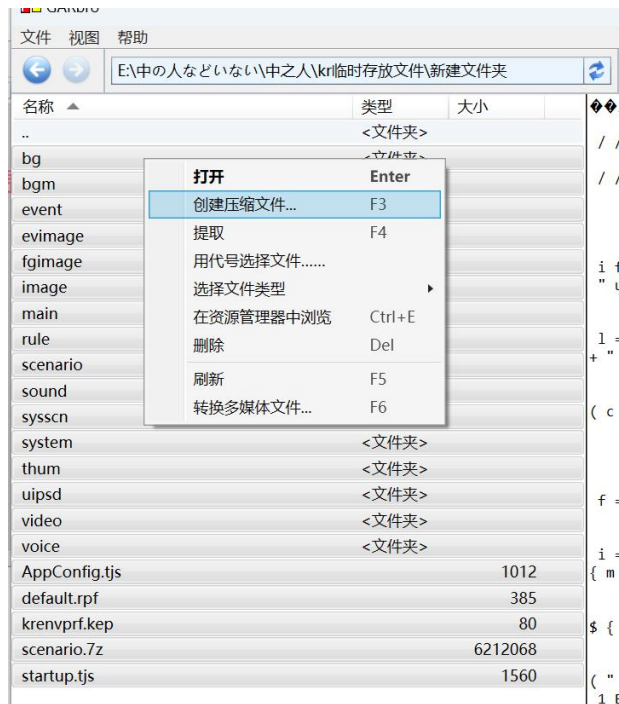 GARbro
文件 视图 帮助
E:\中の人などいない\中之人\kr临时存放文件\新建文件夹
名称 类型 大小
.. <文件夹>
bg <文件夹>
bgm
event
evimage
fgimage
image
main
rule
scenario
sound
sysscn
system <文件夹>
thum <文件夹>
uipsd <文件夹>
video <文件夹>
voice <文件夹>
AppConfig.tjs 1012
default.rpf 385
krenvprf.kep 80
scenario.7z 6212068
startup.tjs 1560
打开 Enter
创建压缩文件... F3
提取 F4
用代号选择文件......
选择文件类型
在资源管理器中浏览 Ctrl+E
删除 Del
刷新 F5
转换多媒体文件... F6
/ /
/ /
i f
" u
l =
+ "
( c
f =
i =
{ m
$ {
( "